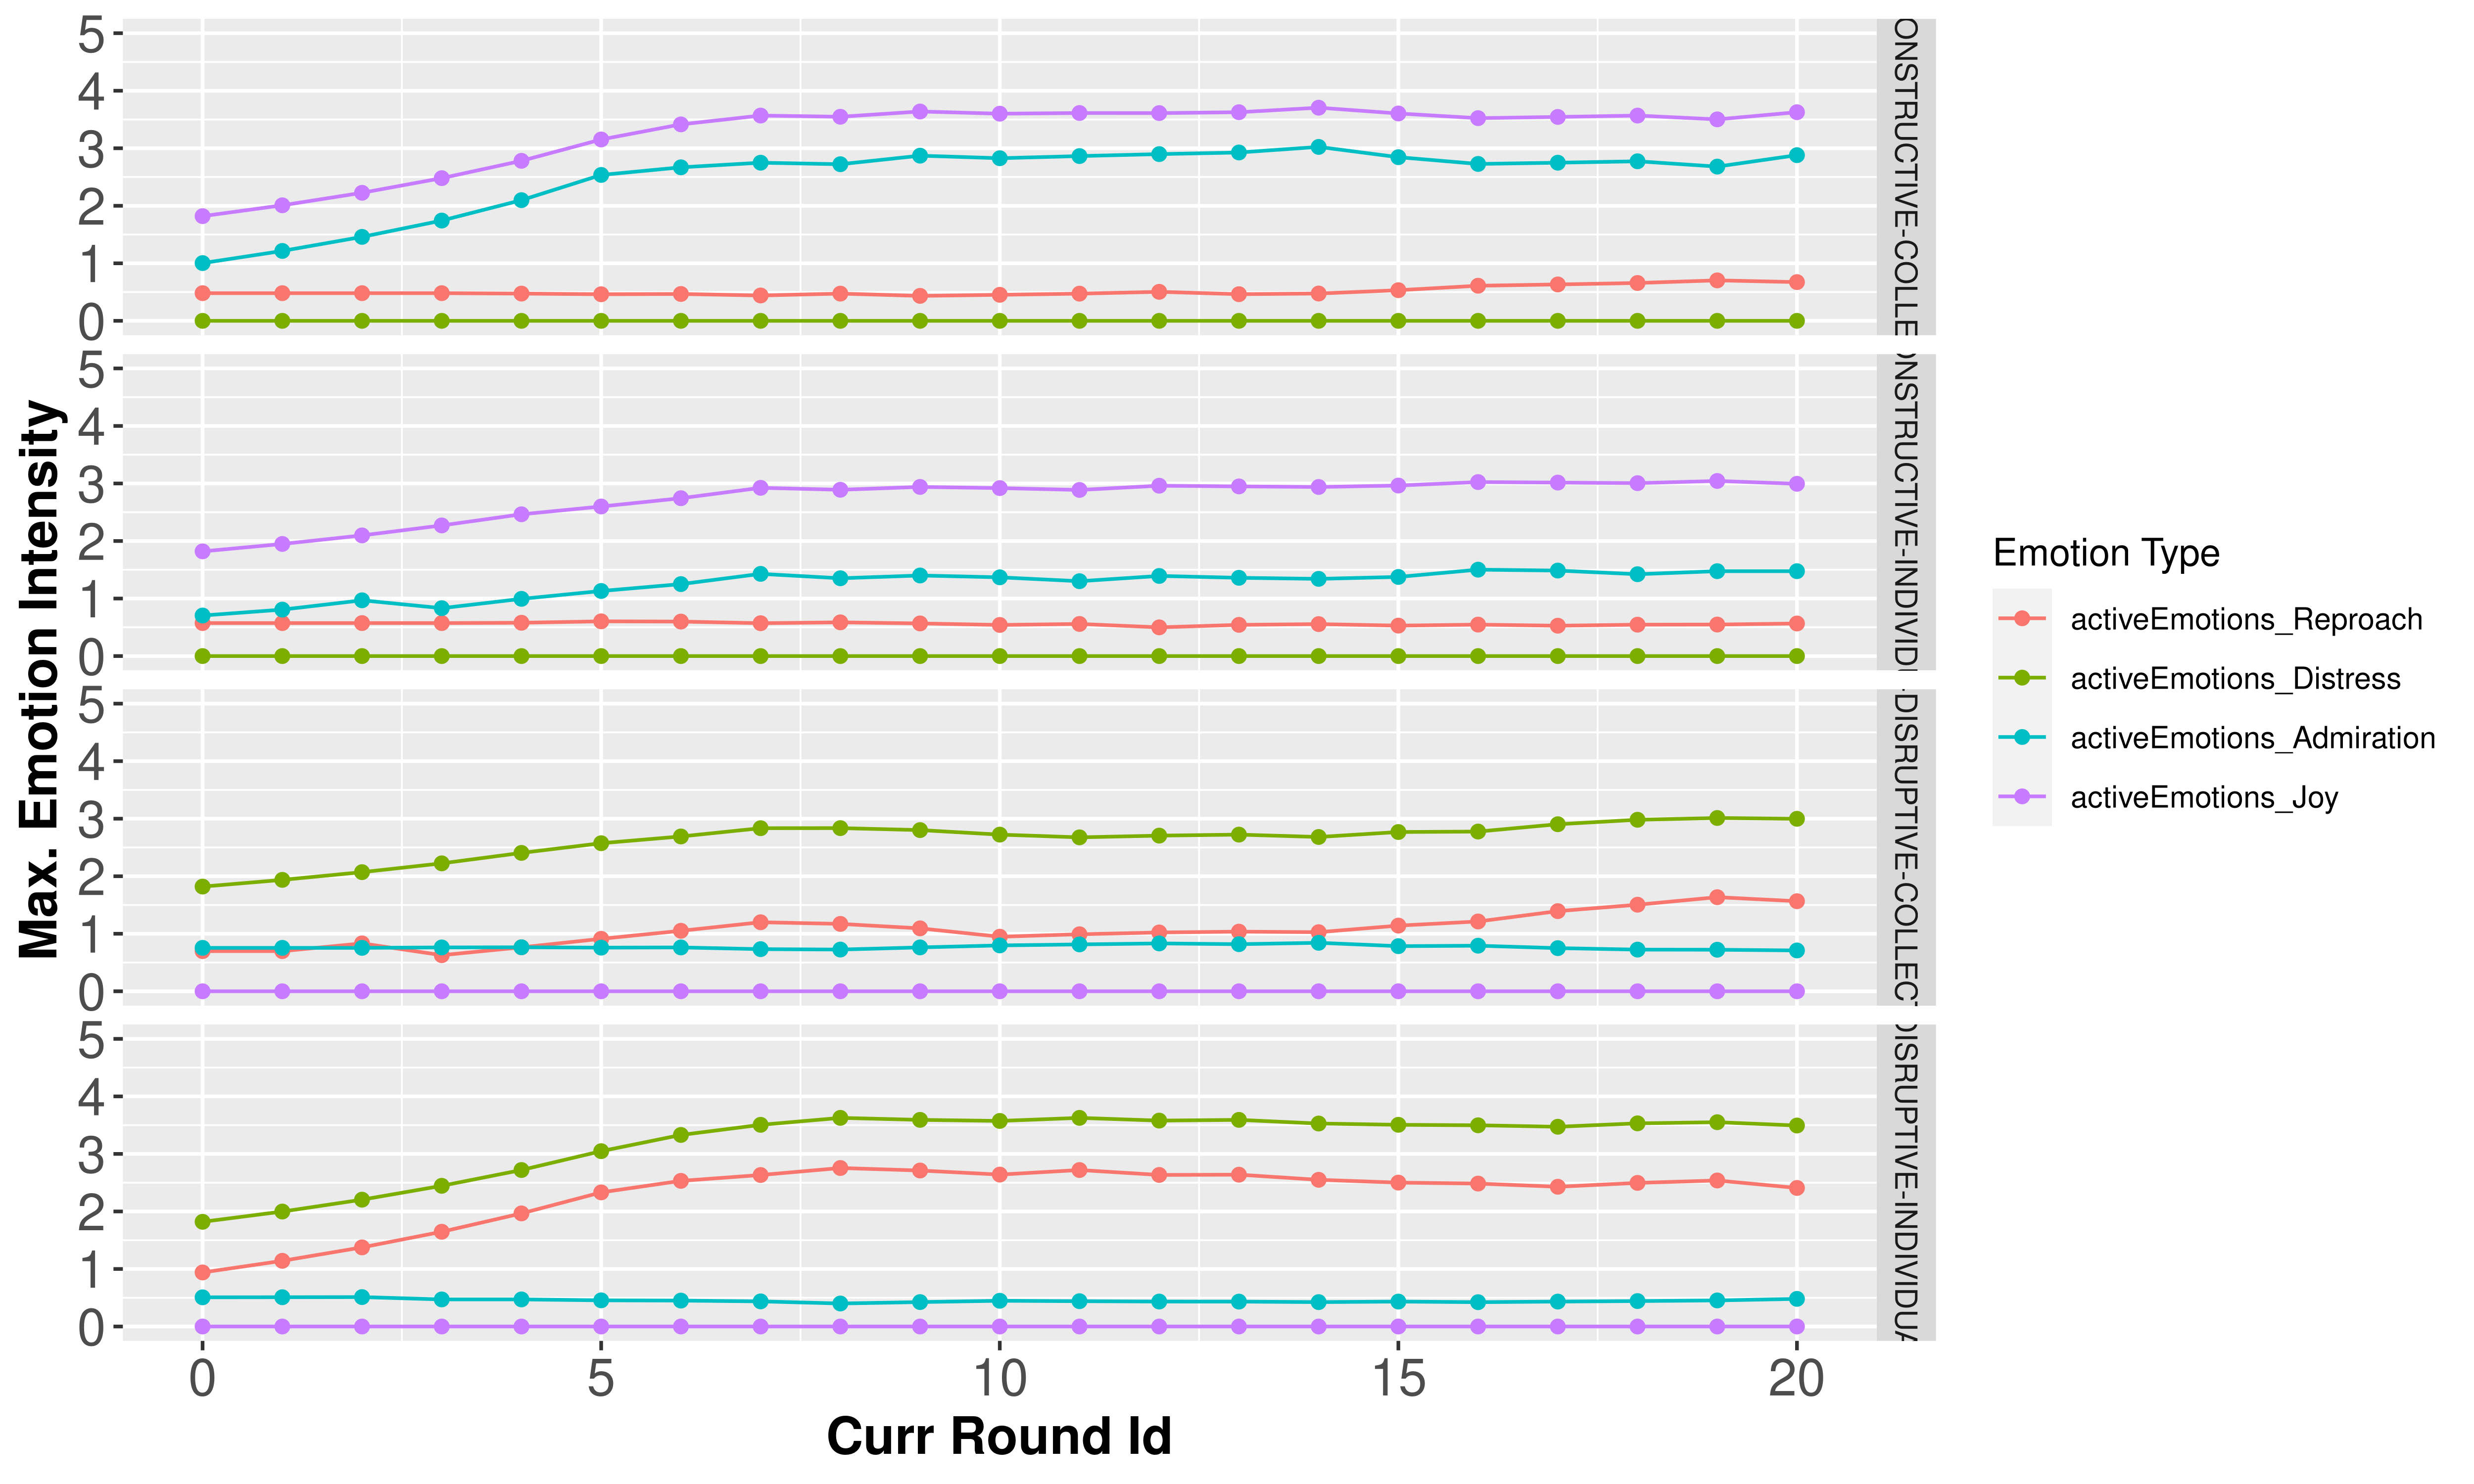 5
4
3
2
1
0
ONSTRUCTIVE-COLLE
5
4
3
2
1
0
ONSTRUCTIVE-INDIVID
5
4
3
2
1
0
-DISRUPTIVE-COLLEC
5
4
3
2
1
0
DISRUPTIVE-INDIVIDUA
0 5 10 15 20
Curr Round Id
Max. Emotion Intensity
Emotion Type
activeEmotions_Reproach
activeEmotions_Distress
activeEmotions_Admiration
activeEmotions_Joy